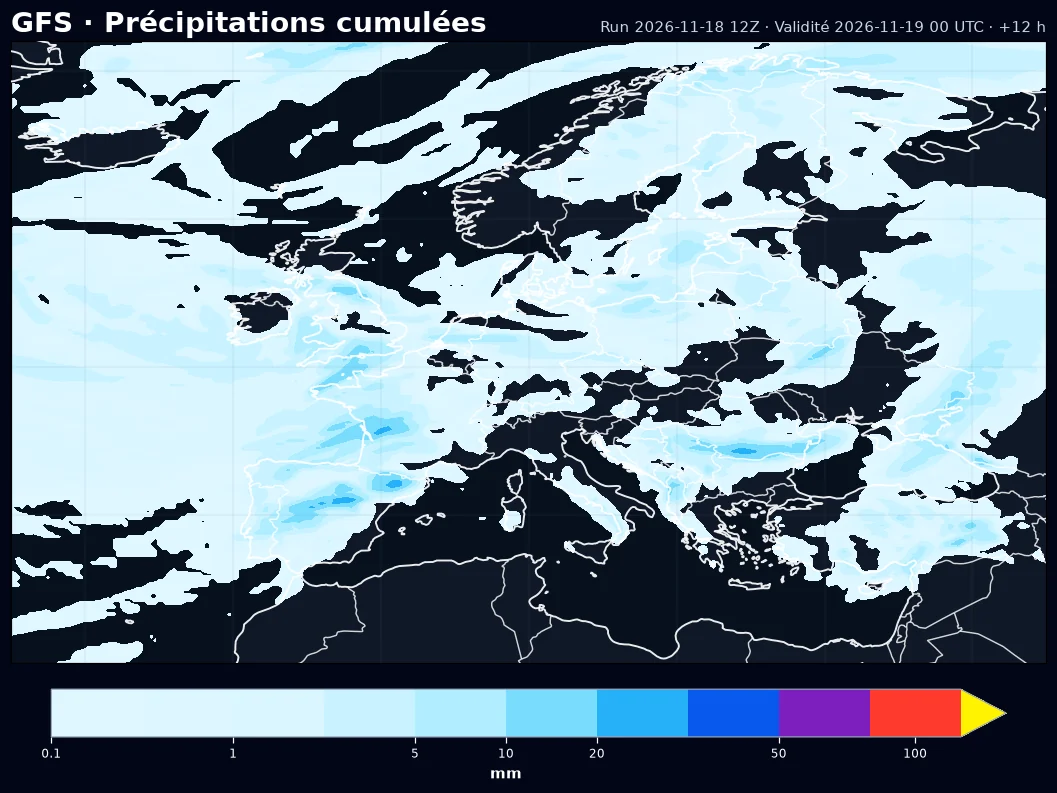 GFS · Précipitations cumulées
Run 2026-11-18 12Z · Validité 2026-11-19 00 UTC · +12 h
0.1 1 5 10 20 50 100
mm